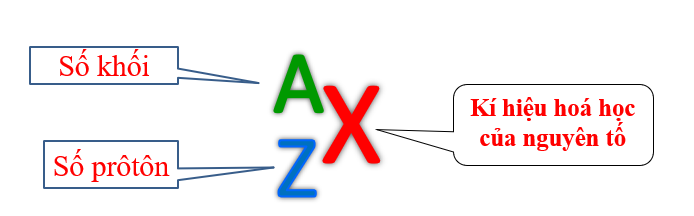 Số khối
A
X
Z
Số prôtôn
Kí hiệu hoá học
của nguyên tố